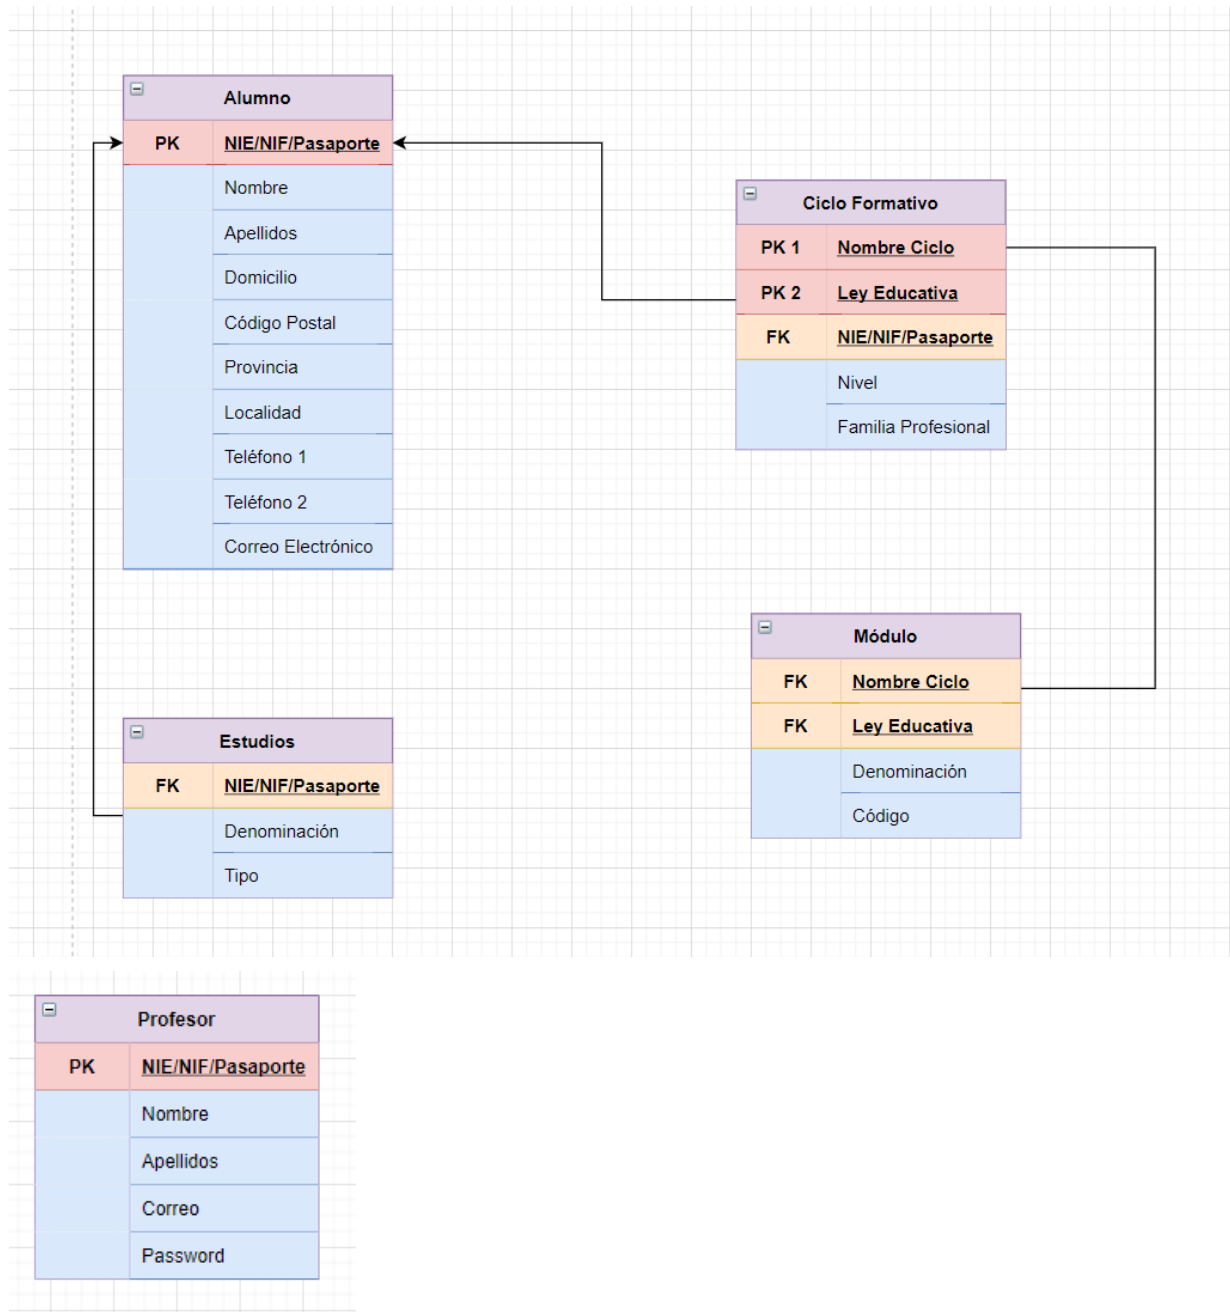 Alumno
PK NIE/NIF/Pasaporte
Nombre
Apellidos
Domicilio
Código Postal
Provincia
Localidad
Teléfono 1
Teléfono 2
Correo Electrónico
Ciclo Formativo
PK 1 Nombre Ciclo
PK 2 Ley Educativa
FK NIE/NIF/Pasaporte
Nivel
Familia Profesional
Estudios
FK NIE/NIF/Pasaporte
Denominación
Tipo
Módulo
FK Nombre Ciclo
FK Ley Educativa
Denominación
Código
Profesor
PK NIE/NIF/Pasaporte
Nombre
Apellidos
Correo
Password